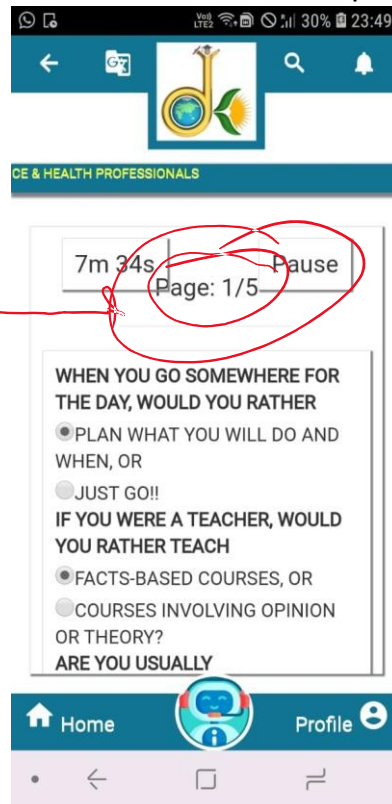 Vo))
LTE2 30% 23:49
CE & HEALTH PROFESSIONALS
7m 34s
Pause
Page: 1/5
WHEN YOU GO SOMEWHERE FOR
THE DAY, WOULD YOU RATHER
PLAN WHAT YOU WILL DO AND
WHEN, OR
JUST GO!!
IF YOU WERE A TEACHER, WOULD
YOU RATHER TEACH
FACTS-BASED COURSES, OR
COURSES INVOLVING OPINION
OR THEORY?
ARE YOU USUALLY
Home
Profile